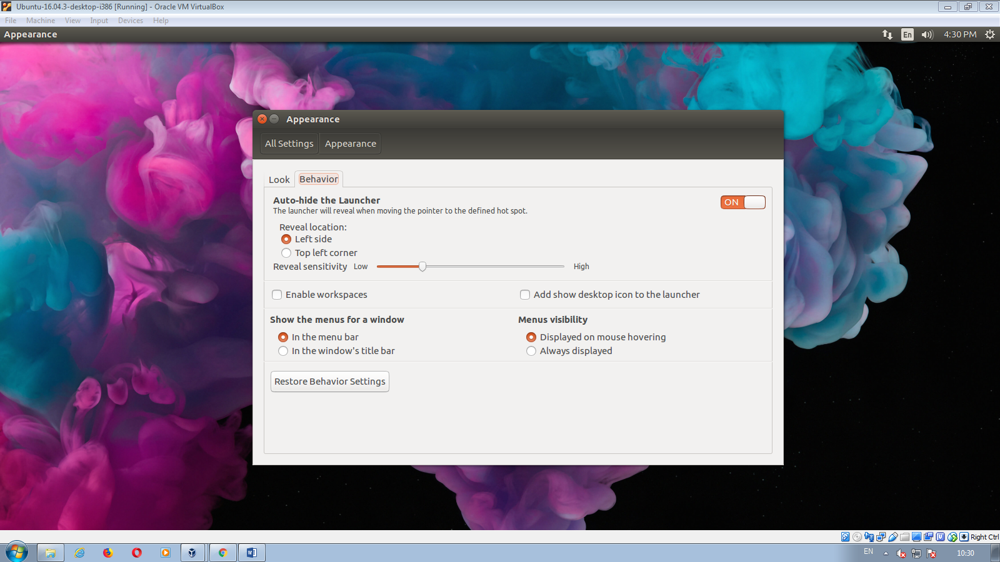 Ubuntu-16.04.3-desktop-i386 [Running] - Oracle VM VirtualBox
File Machine View Input Devices Help
Appearance En 4:30 PM
Appearance
All Settings Appearance
Look Behavior
Auto-hide the Launcher ON
The launcher will reveal when moving the pointer to the defined hot spot.
Reveal location:
Left side
Top left corner
Reveal sensitivity Low High
Enable workspaces Add show desktop icon to the launcher
Show the menus for a window Menus visibility
In the menu bar Displayed on mouse hovering
In the window's title bar Always displayed
Restore Behavior Settings
Right Ctrl
EN 10:30